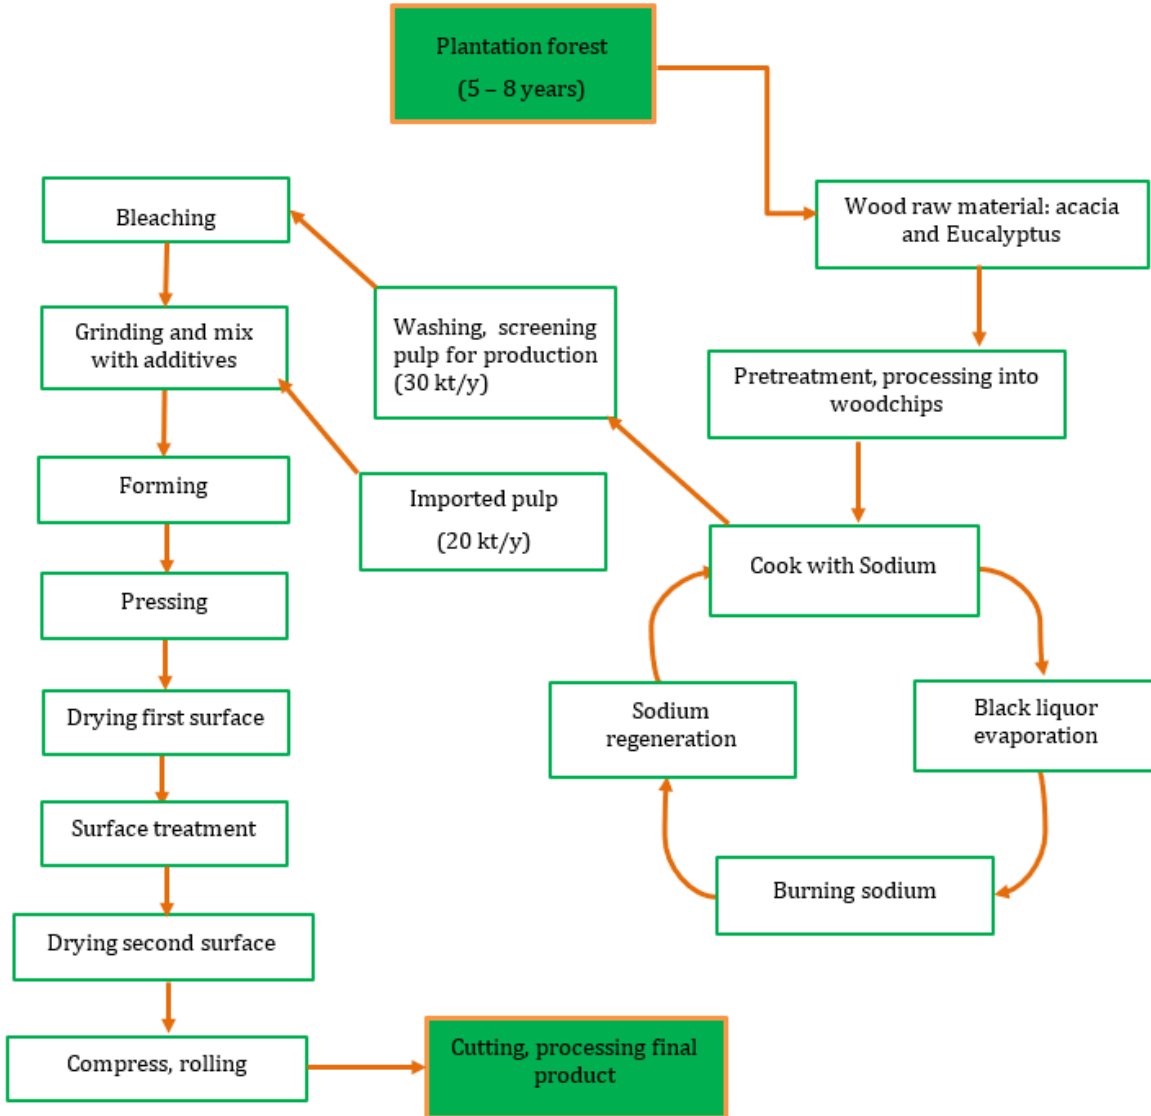 Plantation forest
(5 – 8 years)
Wood raw material: acacia
and Eucalyptus
Pretreatment, processing into
woodchips
Cook with Sodium
Black liquor
evaporation
Burning sodium
Sodium
regeneration
Washing, screening
pulp for production
(30 kt/y)
Bleaching
Imported pulp
(20 kt/y)
Grinding and mix
with additives
Forming
Pressing
Drying first surface
Surface treatment
Drying second surface
Compress, rolling
Cutting, processing final
product